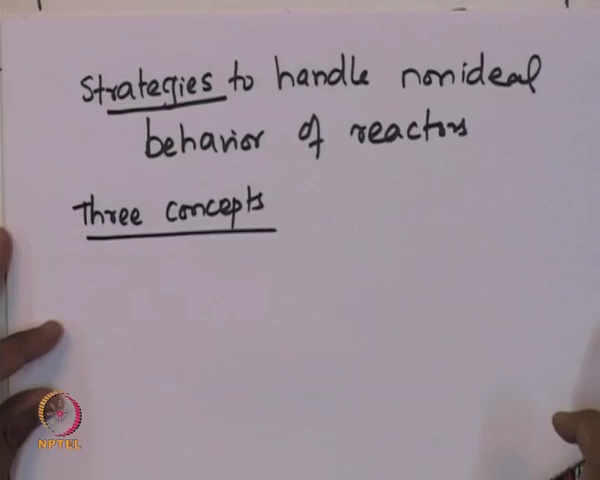 Strategies to handle nonideal
behavior of reactors
Three concepts
NPTEL